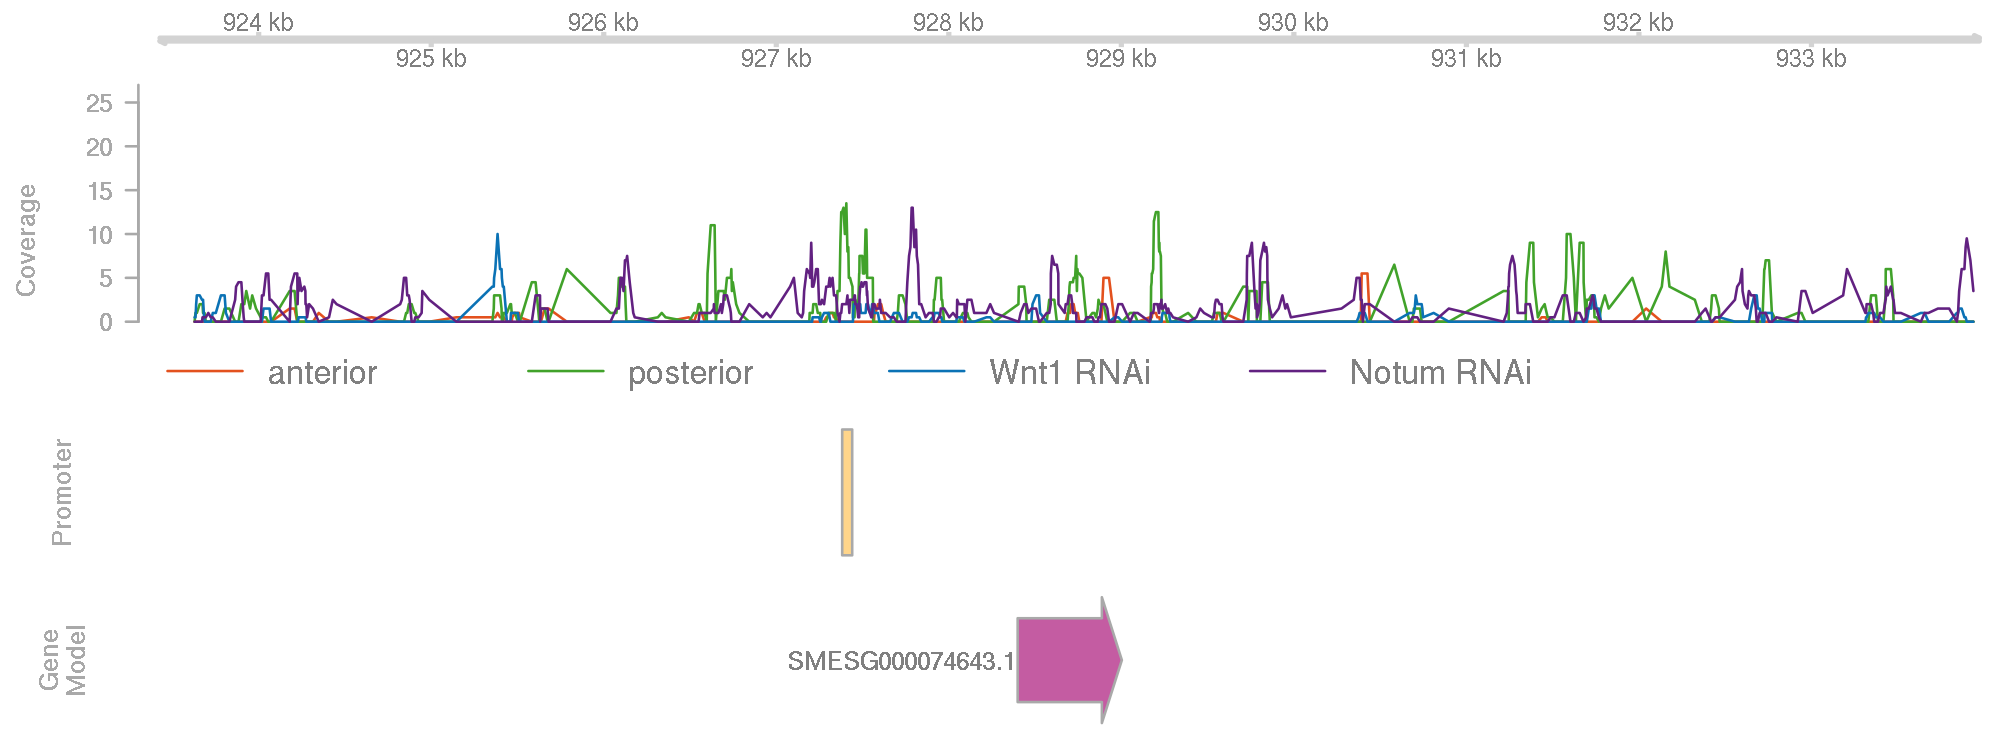 924 kb
926 kb
928 kb
930 kb
932 kb
925 kb
927 kb
929 kb
931 kb
933 kb
Coverage
25
20
15
10
5
0
anterior
posterior
Wnt1 RNAi
Notum RNAi
Promoter
Gene
Model
SMESG000074643.1